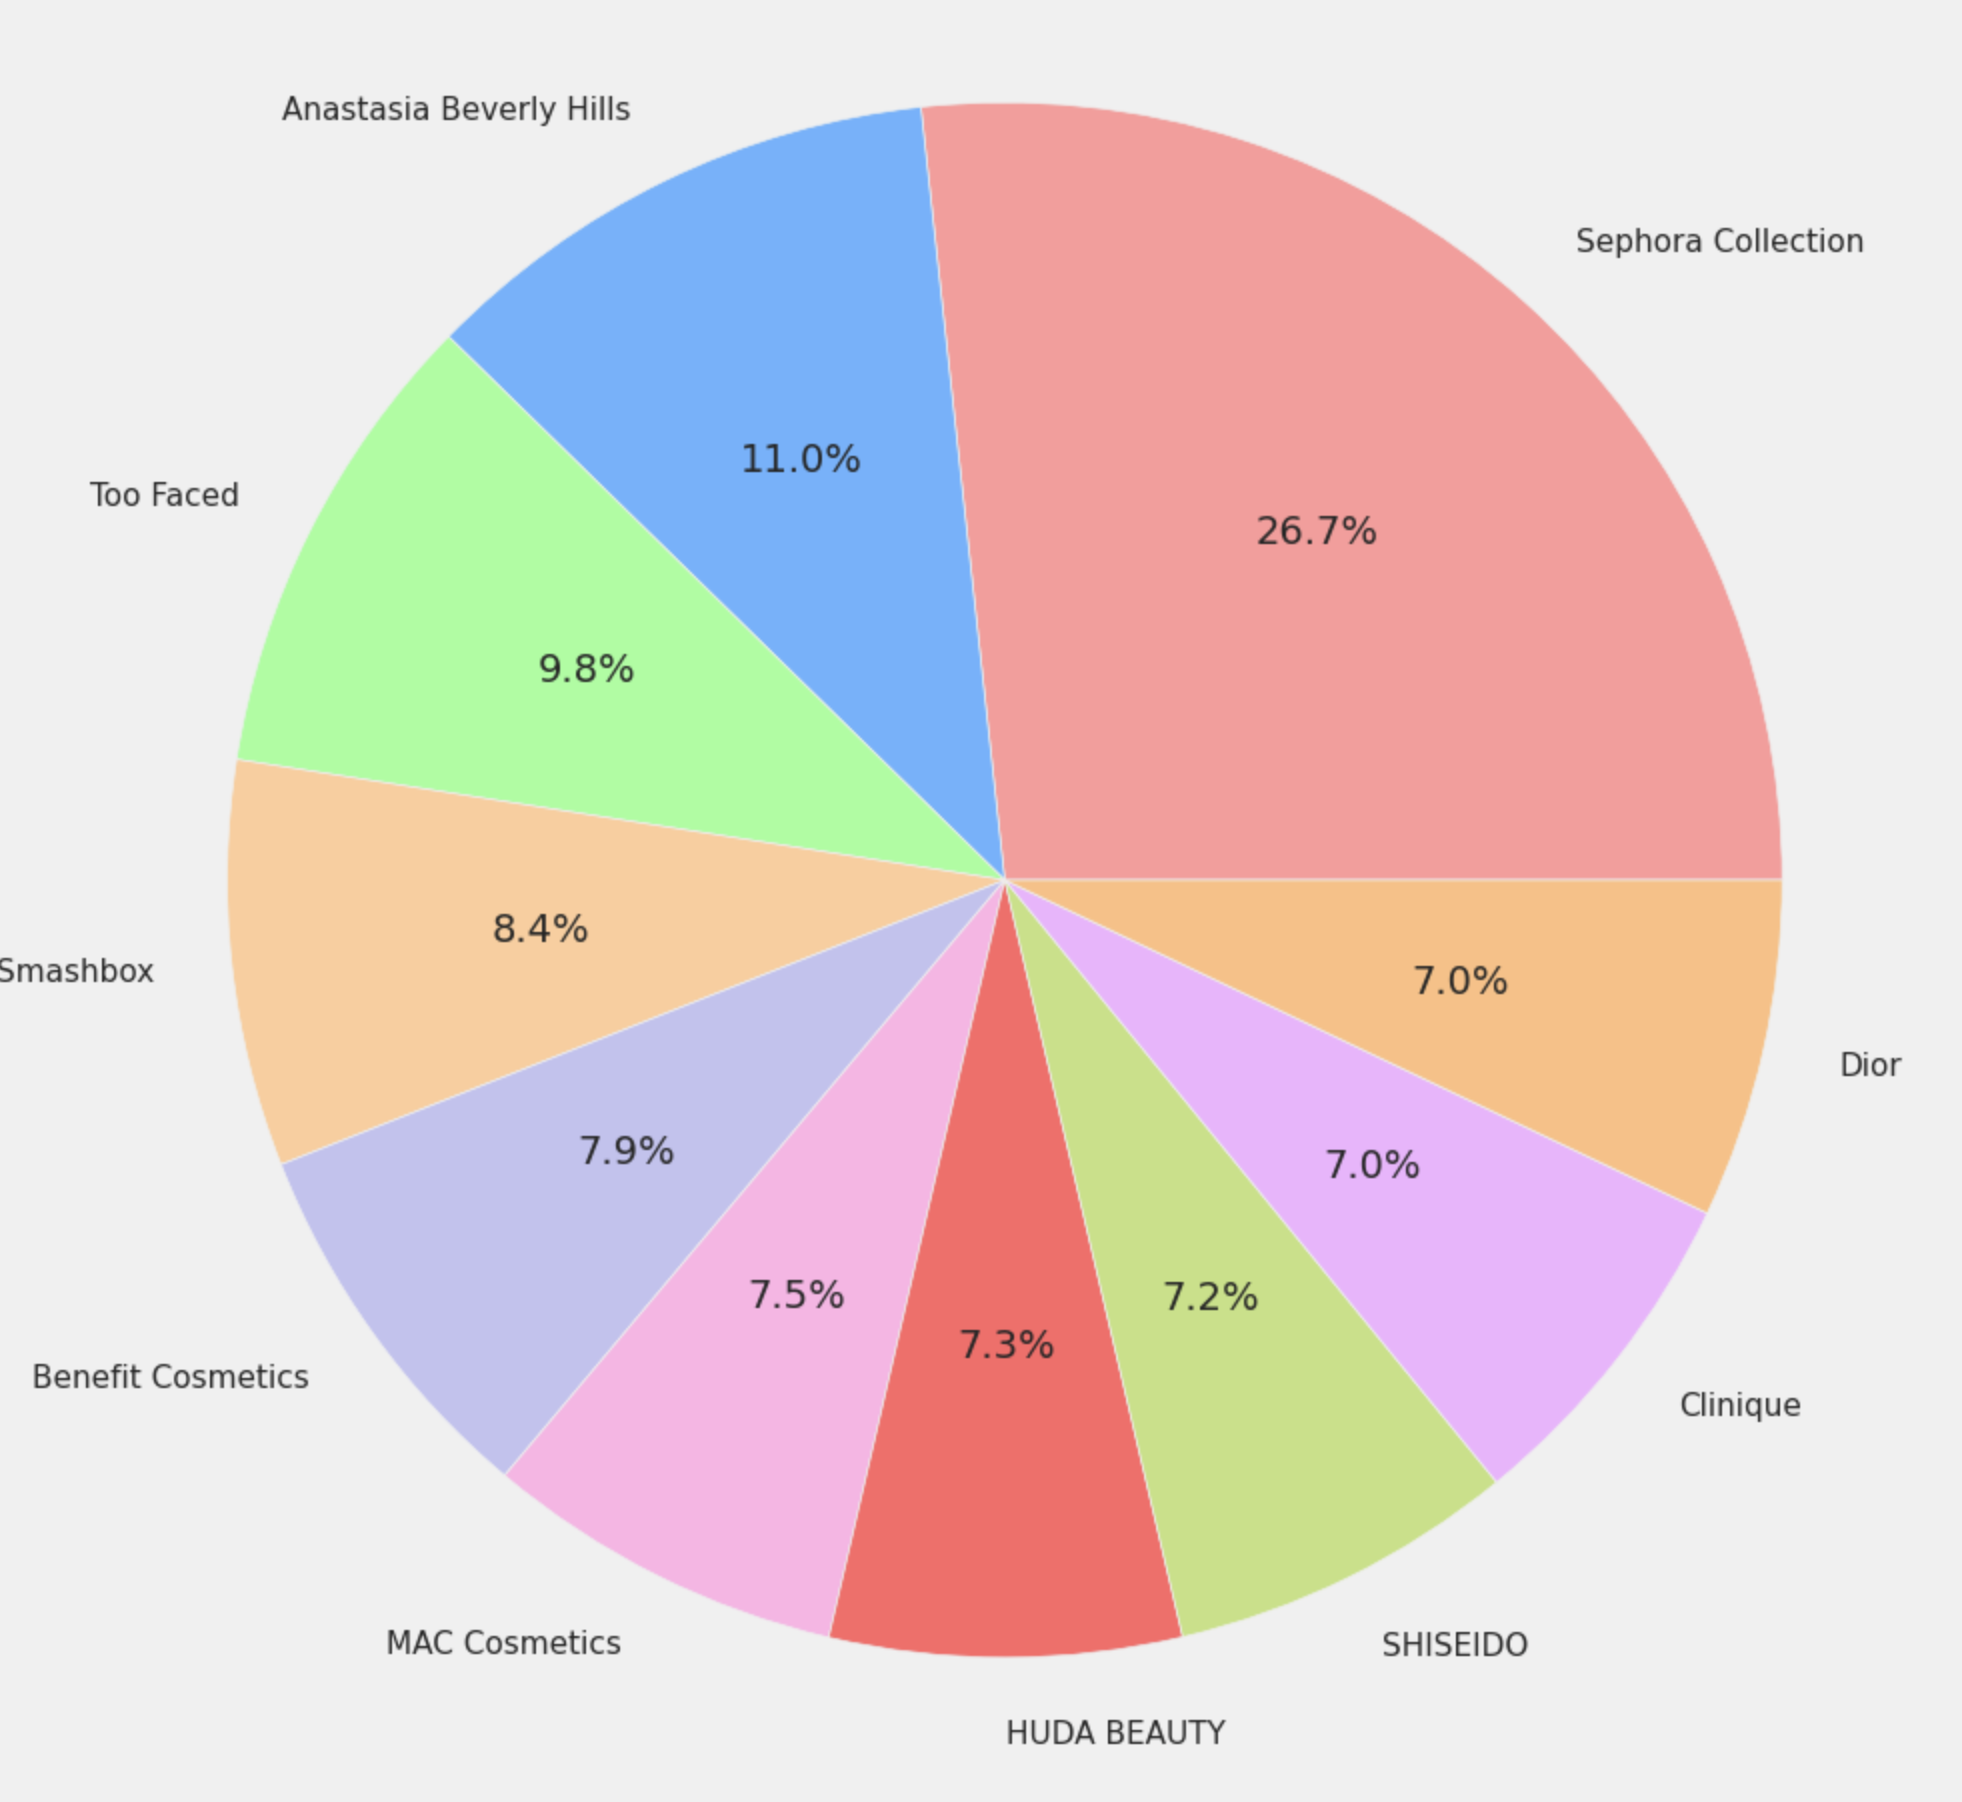 Anastasia Beverly Hills
Sephora Collection
11.0%
Too Faced
26.7%
9.8%
8.4%
Smashbox
7.0%
Dior
7.9%
7.0%
7.5%
7.2%
7.3%
Benefit Cosmetics
Clinique
MAC Cosmetics
SHISEIDO
HUDA BEAUTY